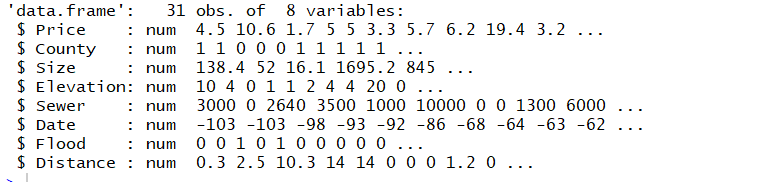 'data.frame':   31 obs. of  8 variables:
 $ Price    : num  4.5 10.6 1.7 5 5 3.3 5.7 6.2 19.4 3.2 ...
 $ County   : num  1 1 0 0 0 1 1 1 1 1 ...
 $ Size     : num  138.4 52 16.1 1695.2 845 ...
 $ Elevation: num  10 4 0 1 1 2 4 4 20 0 ...
 $ Sewer    : num  3000 0 2640 3500 1000 10000 0 0 1300 6000 ...
 $ Date     : num  -103 -103 -98 -93 -92 -86 -68 -64 -63 -62 ...
 $ Flood    : num  0 0 1 0 1 0 0 0 0 0 ...
 $ Distance : num  0.3 2.5 10.3 14 14 0 0 0 1.2 0 ...
>